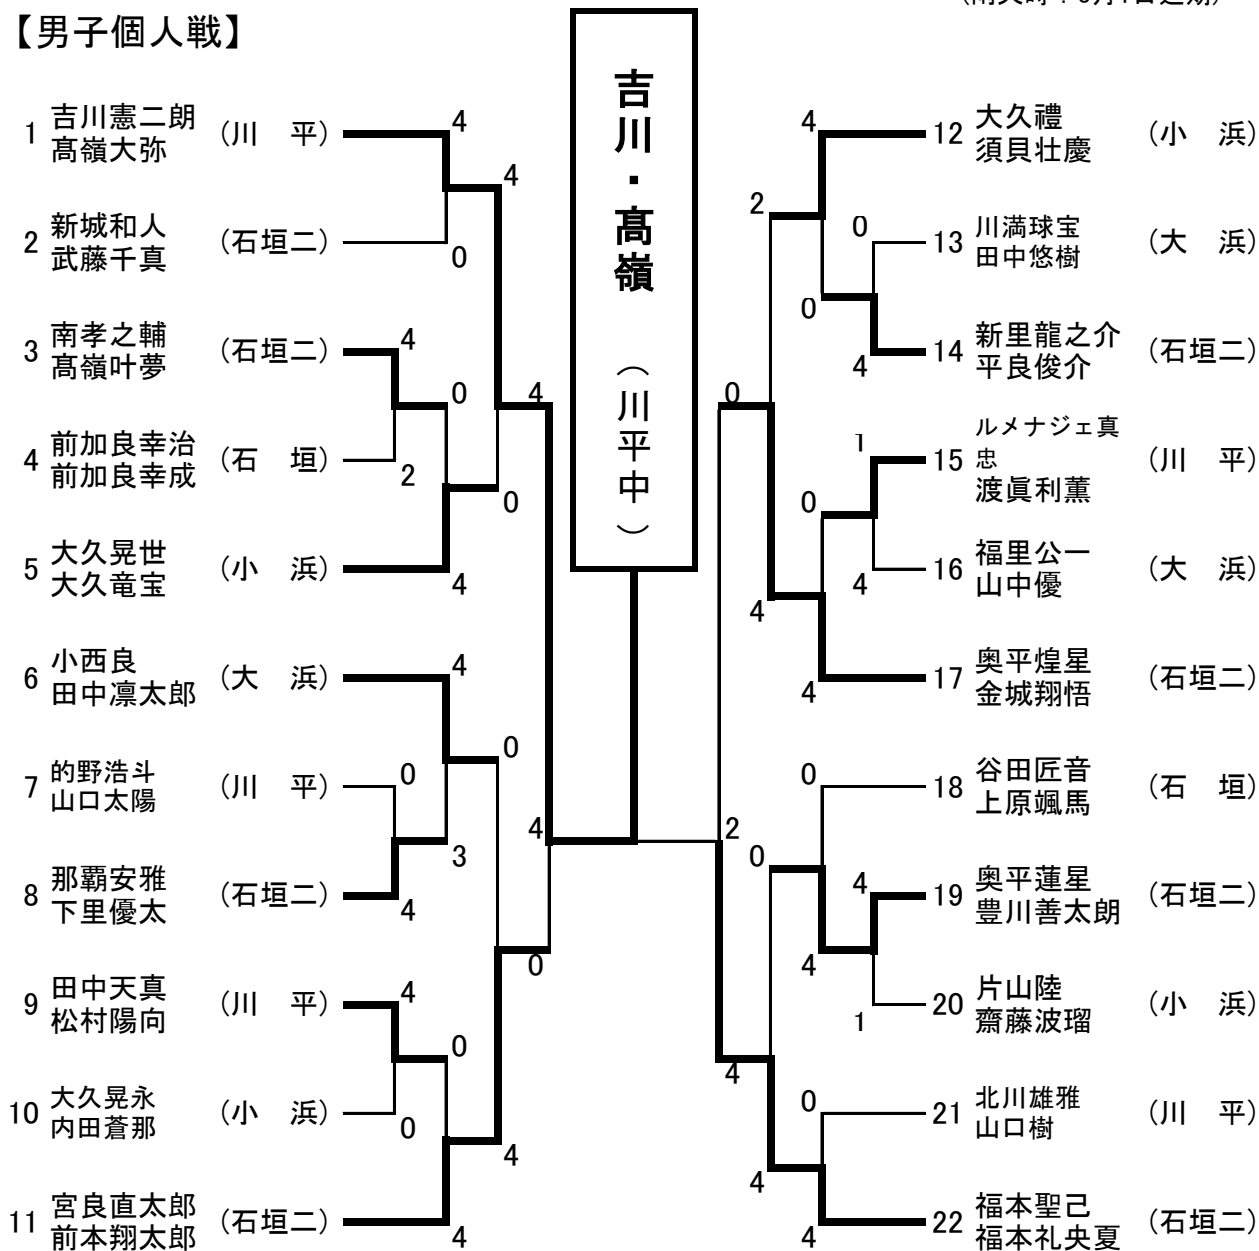 【男子個人戦】
吉川・髙嶺
（川平中）
1 吉川憲二朗 髙嶺大弥 （川　平）
2 新城和人 武藤千真 （石垣二）
3 南孝之輔 髙嶺叶夢 （石垣二）
4 前加良幸治 前加良幸成 （石　垣）
5 大久晃世 大久竜宝 （小　浜）
6 小西良 田中凛太郎 （大　浜）
7 的野浩斗 山口太陽 （川　平）
8 那覇安雅 下里優太 （石垣二）
9 田中天真 松村陽向 （川　平）
10 大久晃永 内田蒼那 （小　浜）
11 宮良直太郎 前本翔太郎 （石垣二）
4
0
4
2
4
0
4
0
4
4
0
4
3
0
4
0
0
4
4
0
4
4
12 大久禮 須貝壮慶 （小　浜）
13 川満球宝 田中悠樹 （大　浜）
14 新里龍之介 平良俊介 （石垣二）
15 ルメナジェ真忠 渡眞利薫 （川　平）
16 福里公一 山中優 （大　浜）
17 奥平煌星 金城翔悟 （石垣二）
18 谷田匠音 上原颯馬 （石　垣）
19 奥平蓮星 豊川善太朗 （石垣二）
20 片山陸 齋藤波瑠 （小　浜）
21 北川雄雅 山口樹 （川　平）
22 福本聖己 福本礼央夏 （石垣二）
4
2
0
0
4
0
1
0
4
4
4
2
0
0
4
4
1
4
0
4
4